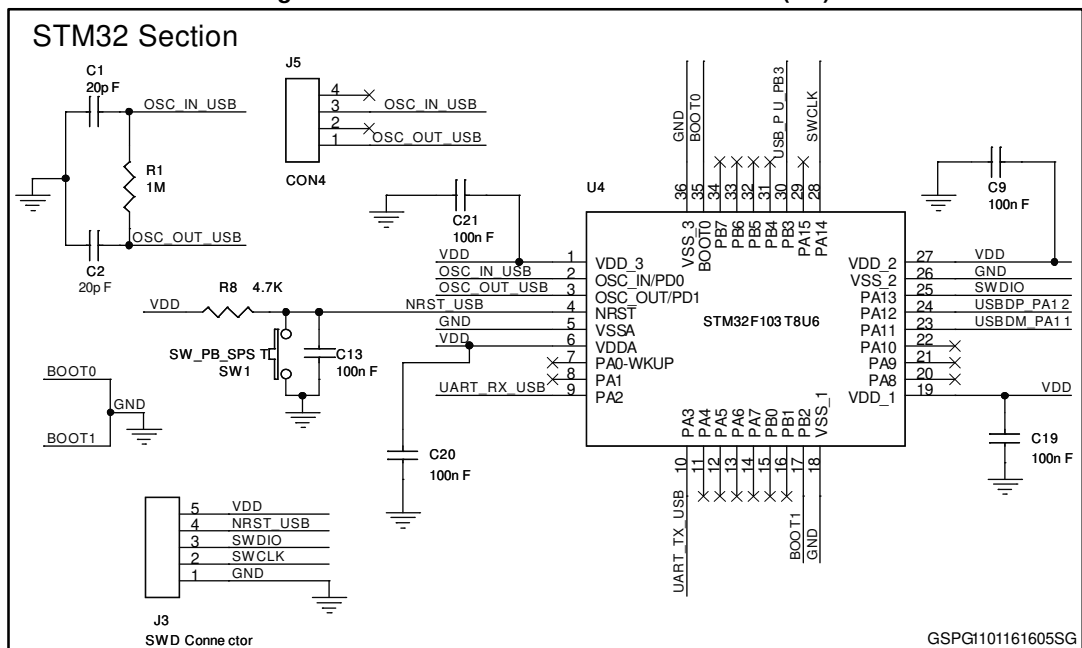 STM32 Section
C1
20pF
OSC_IN_USB
R1
1M
OSC_OUT_USB
C2
20pF
J5
4
3
OSC_IN_USB
2
1
OSC_OUT_USB
CON4
C21
100nF
VDD
OSC_IN_USB
OSC_OUT_USB
NRST_USB
GND
VDD
UART_RX_USB
VDD
R8 4.7K
SW_PB_SPST
SW1
C13
100nF
BOOT0
GND
BOOT1
C20
100nF
5 VDD
4 NRST_USB
3 SWDIO
2 SWCLK
1 GND
J3
SWD Connector
U4
GND
BOOT0
USB_PU_PB3
SWCLK
36
35
34
33
32
31
30
29
28
VSS_3
BOOT0
PB7
PB6
PB5
PB4
PB3
PA15
PA14
1 VDD_3
2 OSC_IN/PD0
3 OSC_OUT/PD1
4 NRST
5 VSSA
6 VDDA
7 PA0-WKUP
8 PA1
9 PA2
STM32F103T8U6
VDD_2 27 VDD
VSS_2 26 GND
PA13 25 SWDIO
PA12 24 USBDP_PA12
PA11 23 USBDM_PA11
PA10 22
PA9 21
PA8 20
VDD_1 19 VDD
PA3
PA4
PA5
PA6
PA7
PB0
PB1
PB2
VSS_1
10
11
12
13
14
15
16
17
18
UART_TX_USB
BOOT1
GND
C9
100nF
C19
100nF
GSPG1101161605SG